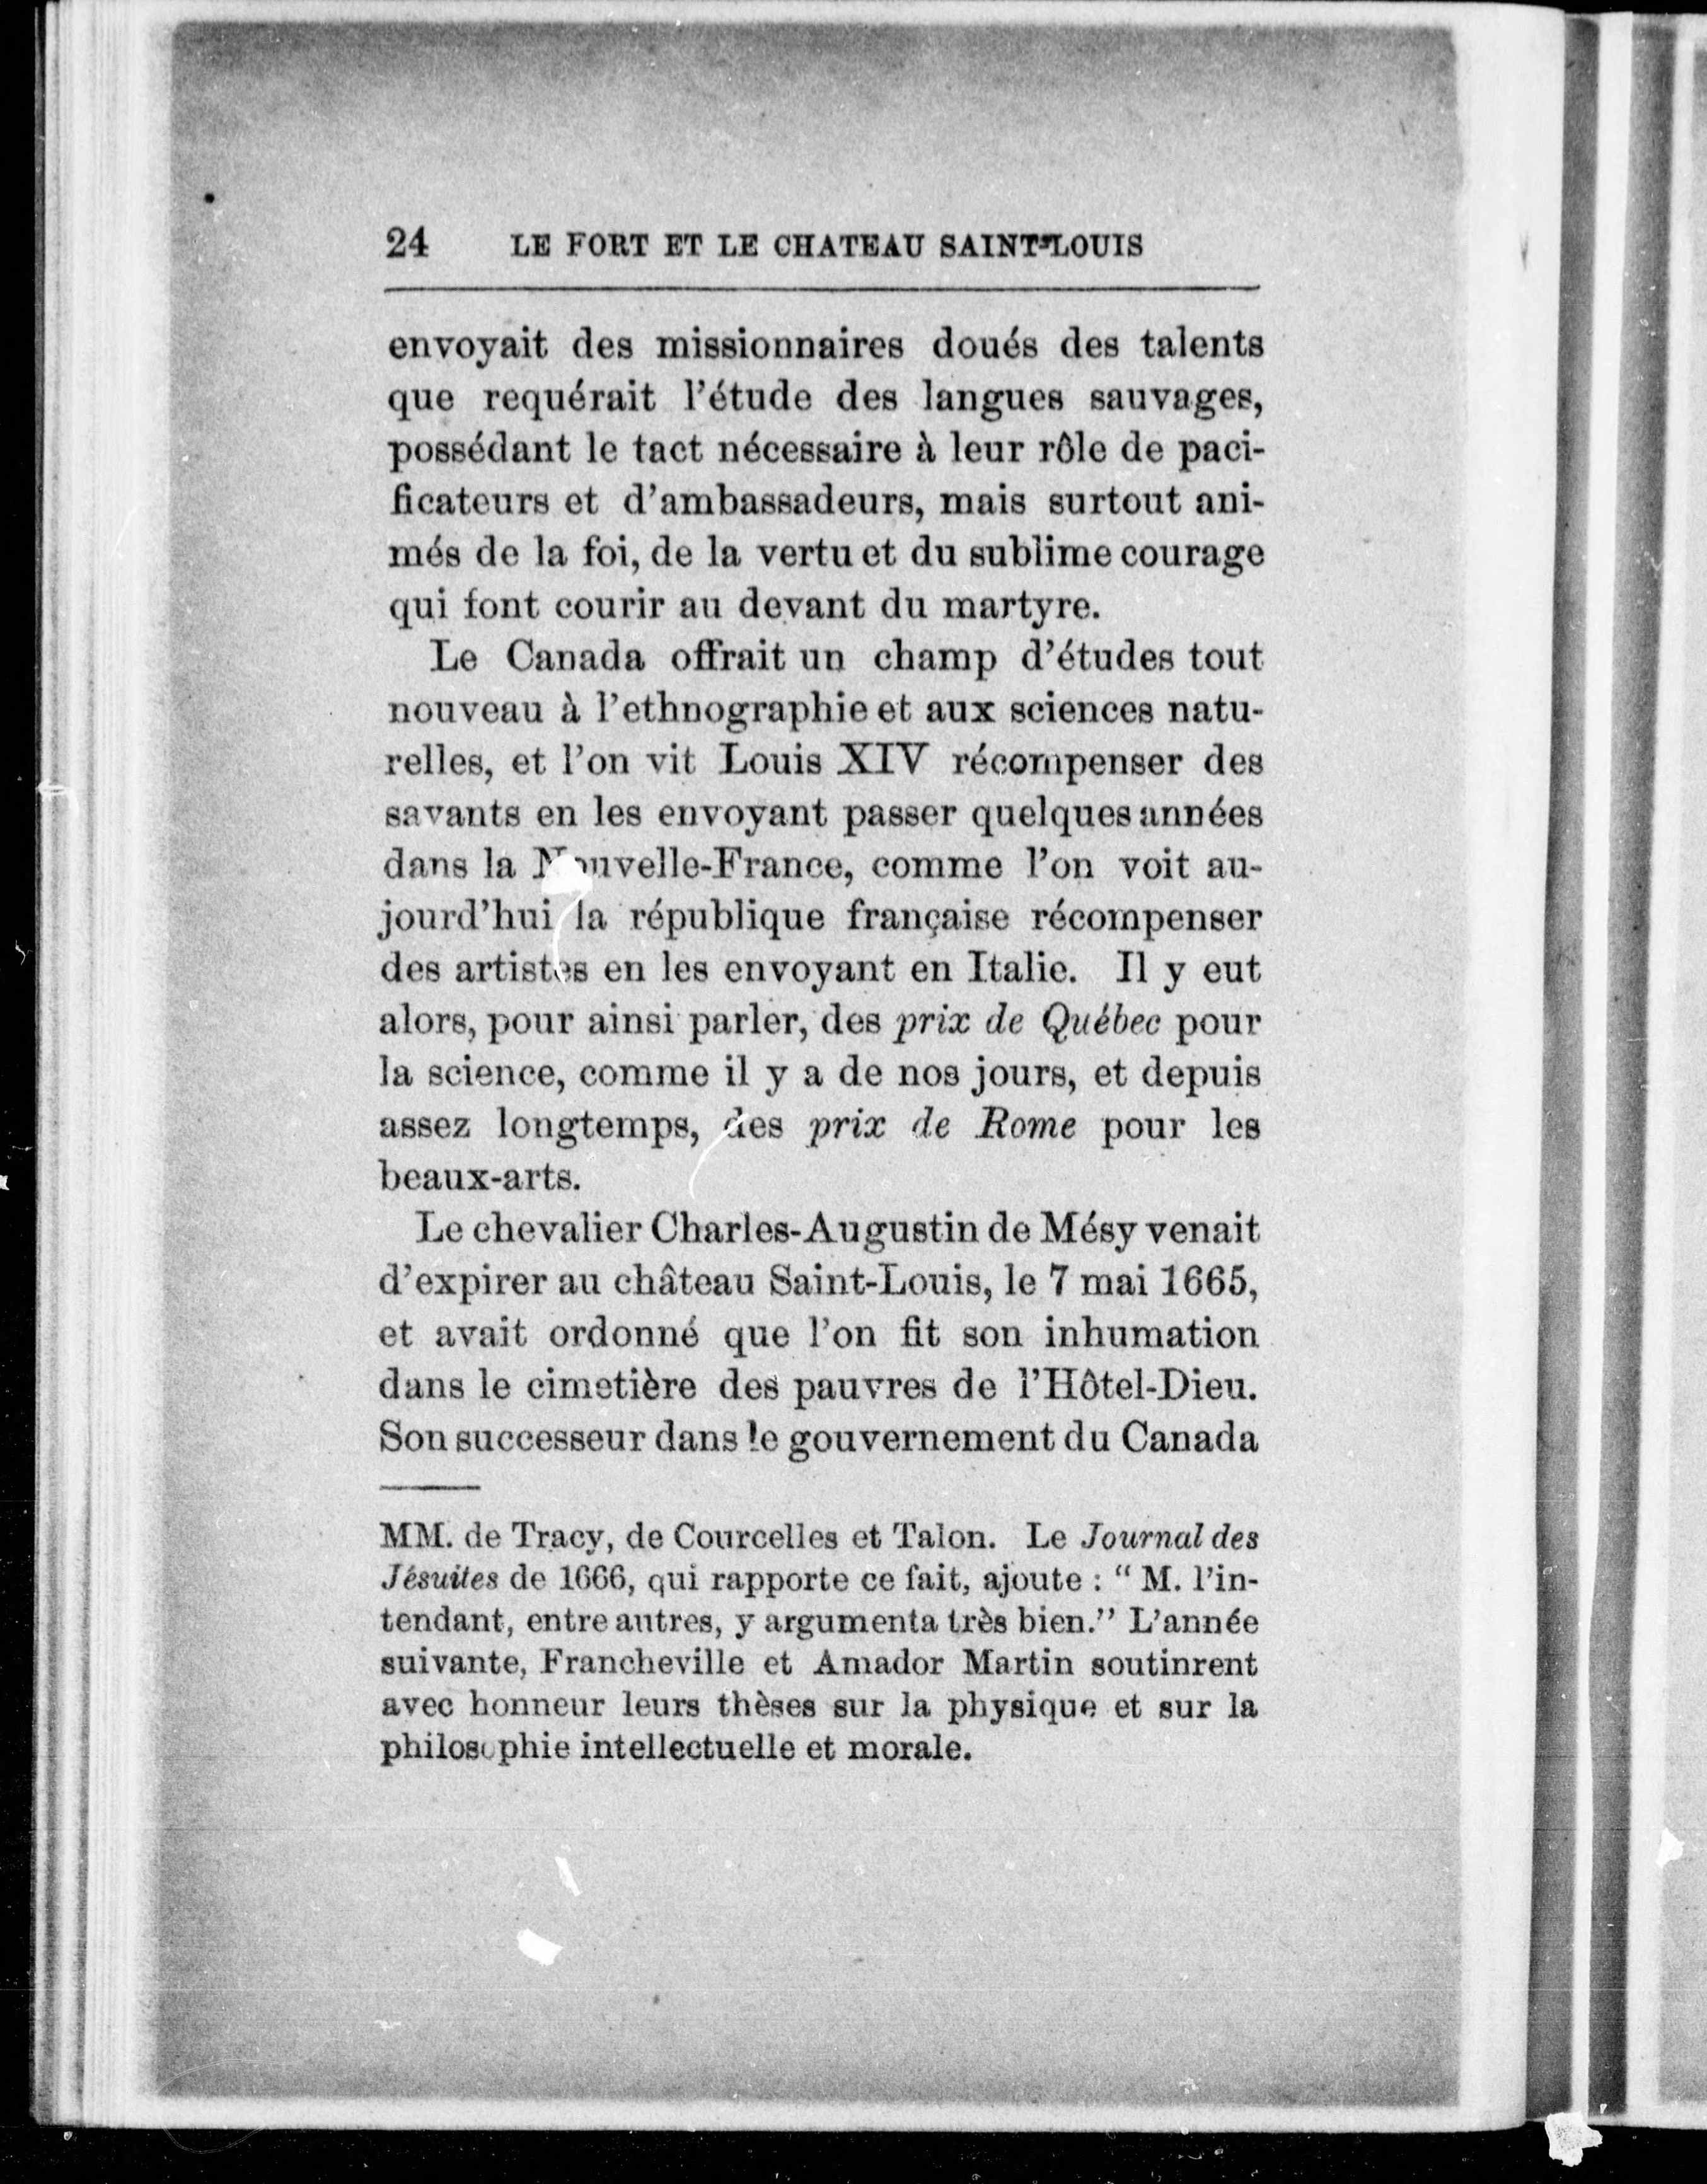 24 LE FORT ET LE CHATEAU SAINT-LOUIS
envoyait des missionnaires doués des talents
que requérait l'étude des langues sauvages,
possédant le tact nécessaire à leur rôle de paci-
ficateurs et d'ambassadeurs, mais surtout ani-
més de la foi, de la vertu et du sublime courage
qui font courir au devant du martyre.
Le Canada offrait un champ d'études tout
nouveau à l'ethnographie et aux sciences natu-
relles, et l'on vit Louis XIV récompenser des
savants en les envoyant passer quelques années
dans la Nouvelle-France, comme l'on voit au-
jourd'hui la république française récompenser
des artistes en les envoyant en Italie. Il y eut
alors, pour ainsi parler, des prix de Québec pour
la science, comme il y a de nos jours, et depuis
assez longtemps, des prix de Rome pour les
beaux-arts.
Le chevalier Charles-Augustin de Mésy venait
d'expirer au château Saint-Louis, le 7 mai 1665,
et avait ordonné que l'on fit son inhumation
dans le cimetière des pauvres de l'Hôtel-Dieu.
Son successeur dans le gouvernement du Canada
MM. de Tracy, de Courcelles et Talon. Le Journal des
Jésuites de 1666, qui rapporte ce fait, ajoute : “ M. l'in-
tendant, entre autres, y argumenta très bien.” L'année
suivante, Francheville et Amador Martin soutinrent
avec honneur leurs thèses sur la physique et sur la
philosophie intellectuelle et morale.